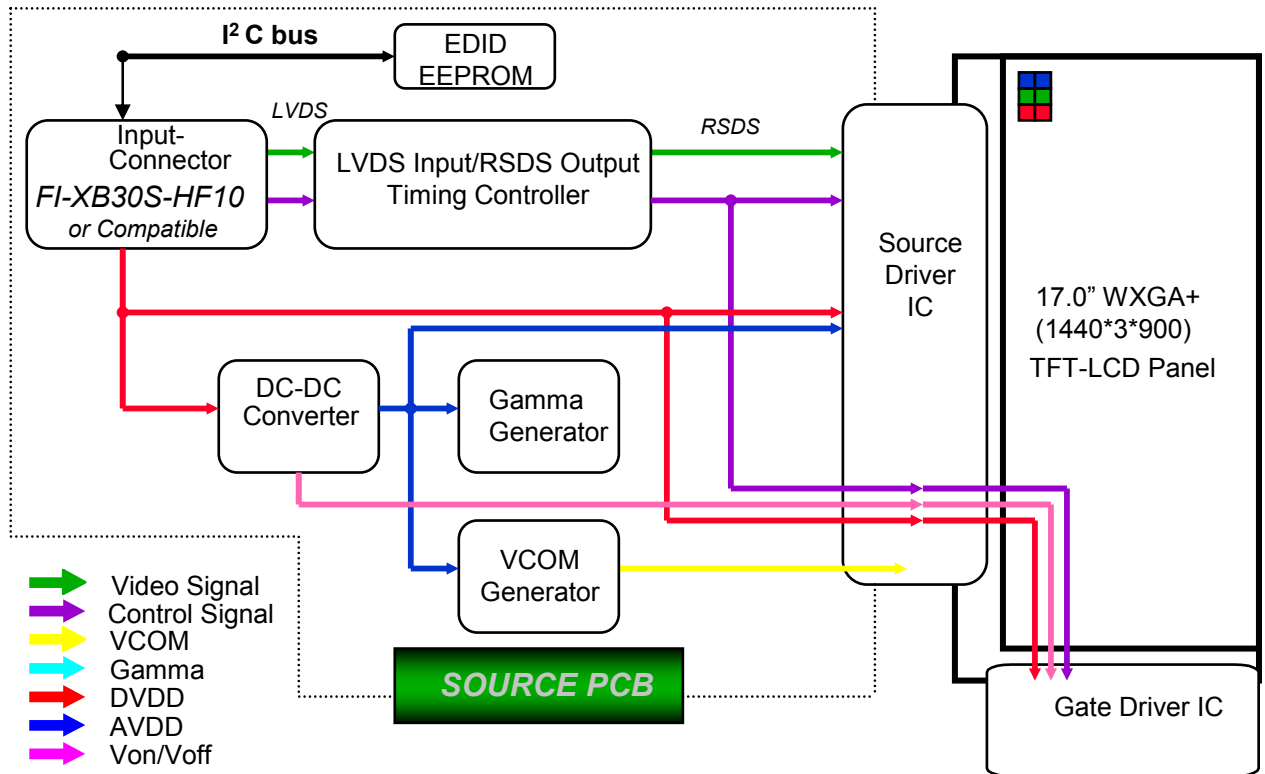 I² C bus
EDID
EEPROM
LVDS
RSDS
Input-
Connector
FI-XB30S-HF10
or Compatible
LVDS Input/RSDS Output
Timing Controller
Source
Driver
IC
17.0” WXGA+
(1440*3*900)
TFT-LCD Panel
DC-DC
Converter
Gamma
Generator
VCOM
Generator
Video Signal
Control Signal
VCOM
Gamma
DVDD
AVDD
Von/Voff
SOURCE PCB
Gate Driver IC